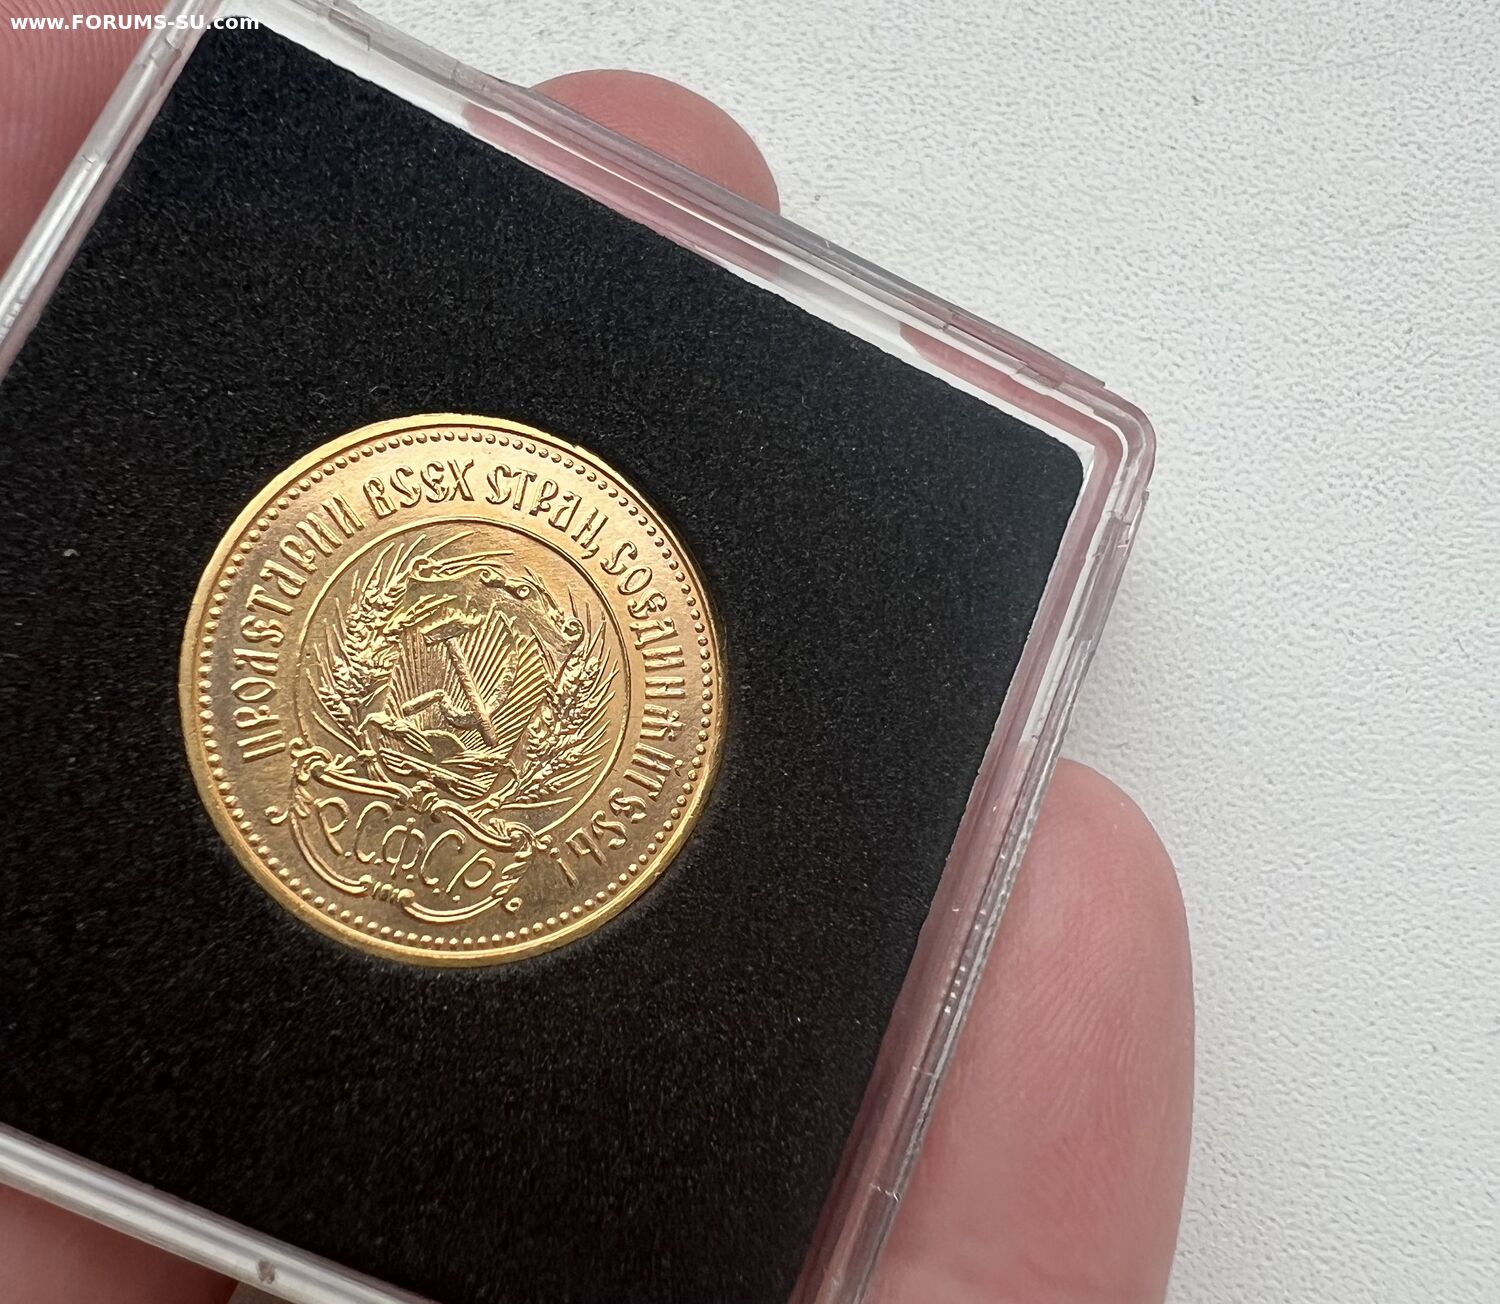 www.FORUMS-SU.com
ПРОЛЕТАРИИ ВСЕХ СТРАН, СОЕДИНЯЙТЕСЬ!
Р.С.Ф.С.Р.